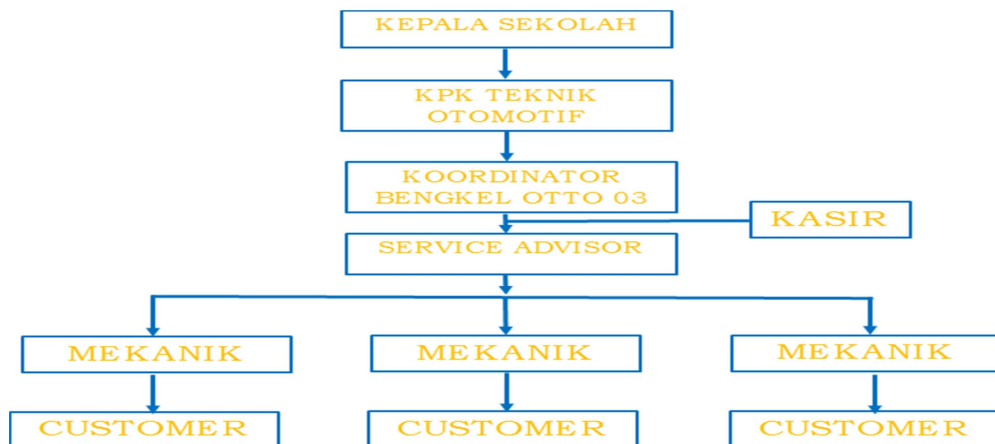 KEPALA SEKOLAH
KPK TEKNIK
OTOMOTIF
KOORDINATOR
BENGKEL OTTO 03
KASIR
SERVICE ADVISOR
MEKANIK
MEKANIK
MEKANIK
CUSTOMER
CUSTOMER
CUSTOMER